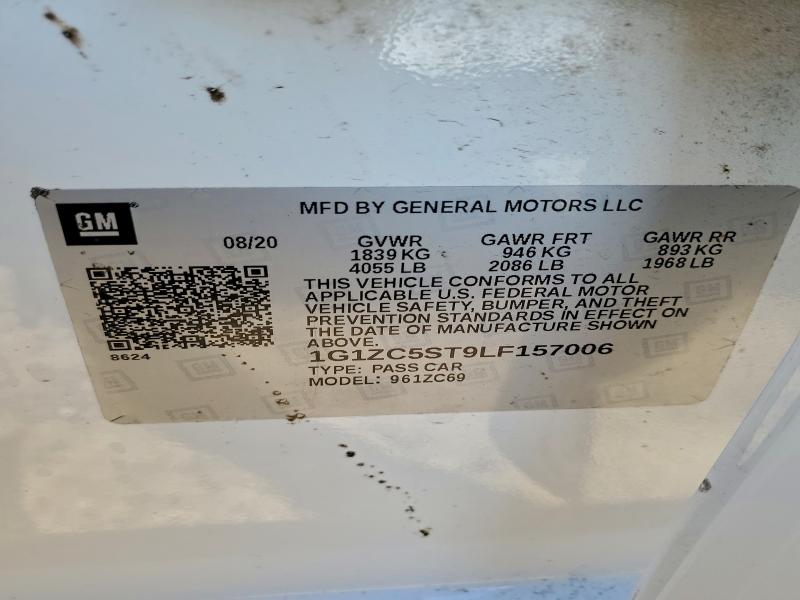 GM
MFD BY GENERAL MOTORS LLC
08/20 GVWR GAWR FRT GAWR RR
1839 KG 946 KG 893 KG
4055 LB 2086 LB 1968 LB
THIS VEHICLE CONFORMS TO ALL
APPLICABLE U.S. FEDERAL MOTOR
VEHICLE SAFETY, BUMPER, AND THEFT
PREVENTION STANDARDS IN EFFECT ON
THE DATE OF MANUFACTURE SHOWN
ABOVE.
8624
1G1ZC5ST9LF157006
TYPE: PASS CAR
MODEL: 961ZC69